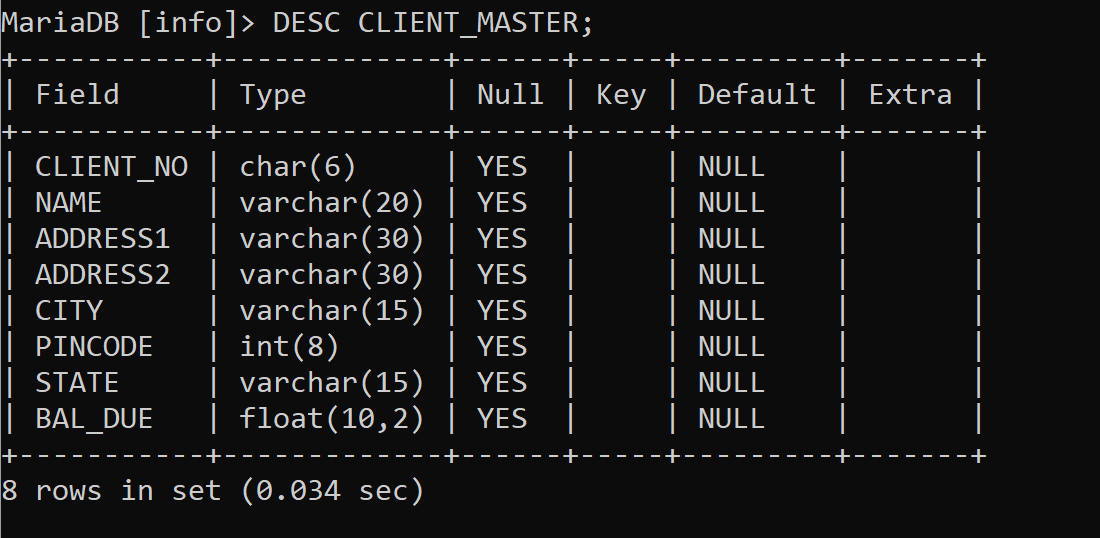 MariaDB [info]> DESC CLIENT_MASTER;
+-----------+-------------+------+-----+---------+-------+
| Field     | Type        | Null | Key | Default | Extra |
+-----------+-------------+------+-----+---------+-------+
| CLIENT_NO | char(6)     | YES  |     | NULL    |       |
| NAME      | varchar(20) | YES  |     | NULL    |       |
| ADDRESS1  | varchar(30) | YES  |     | NULL    |       |
| ADDRESS2  | varchar(30) | YES  |     | NULL    |       |
| CITY      | varchar(15) | YES  |     | NULL    |       |
| PINCODE   | int(8)      | YES  |     | NULL    |       |
| STATE     | varchar(15) | YES  |     | NULL    |       |
| BAL_DUE   | float(10,2) | YES  |     | NULL    |       |
+-----------+-------------+------+-----+---------+-------+
8 rows in set (0.034 sec)